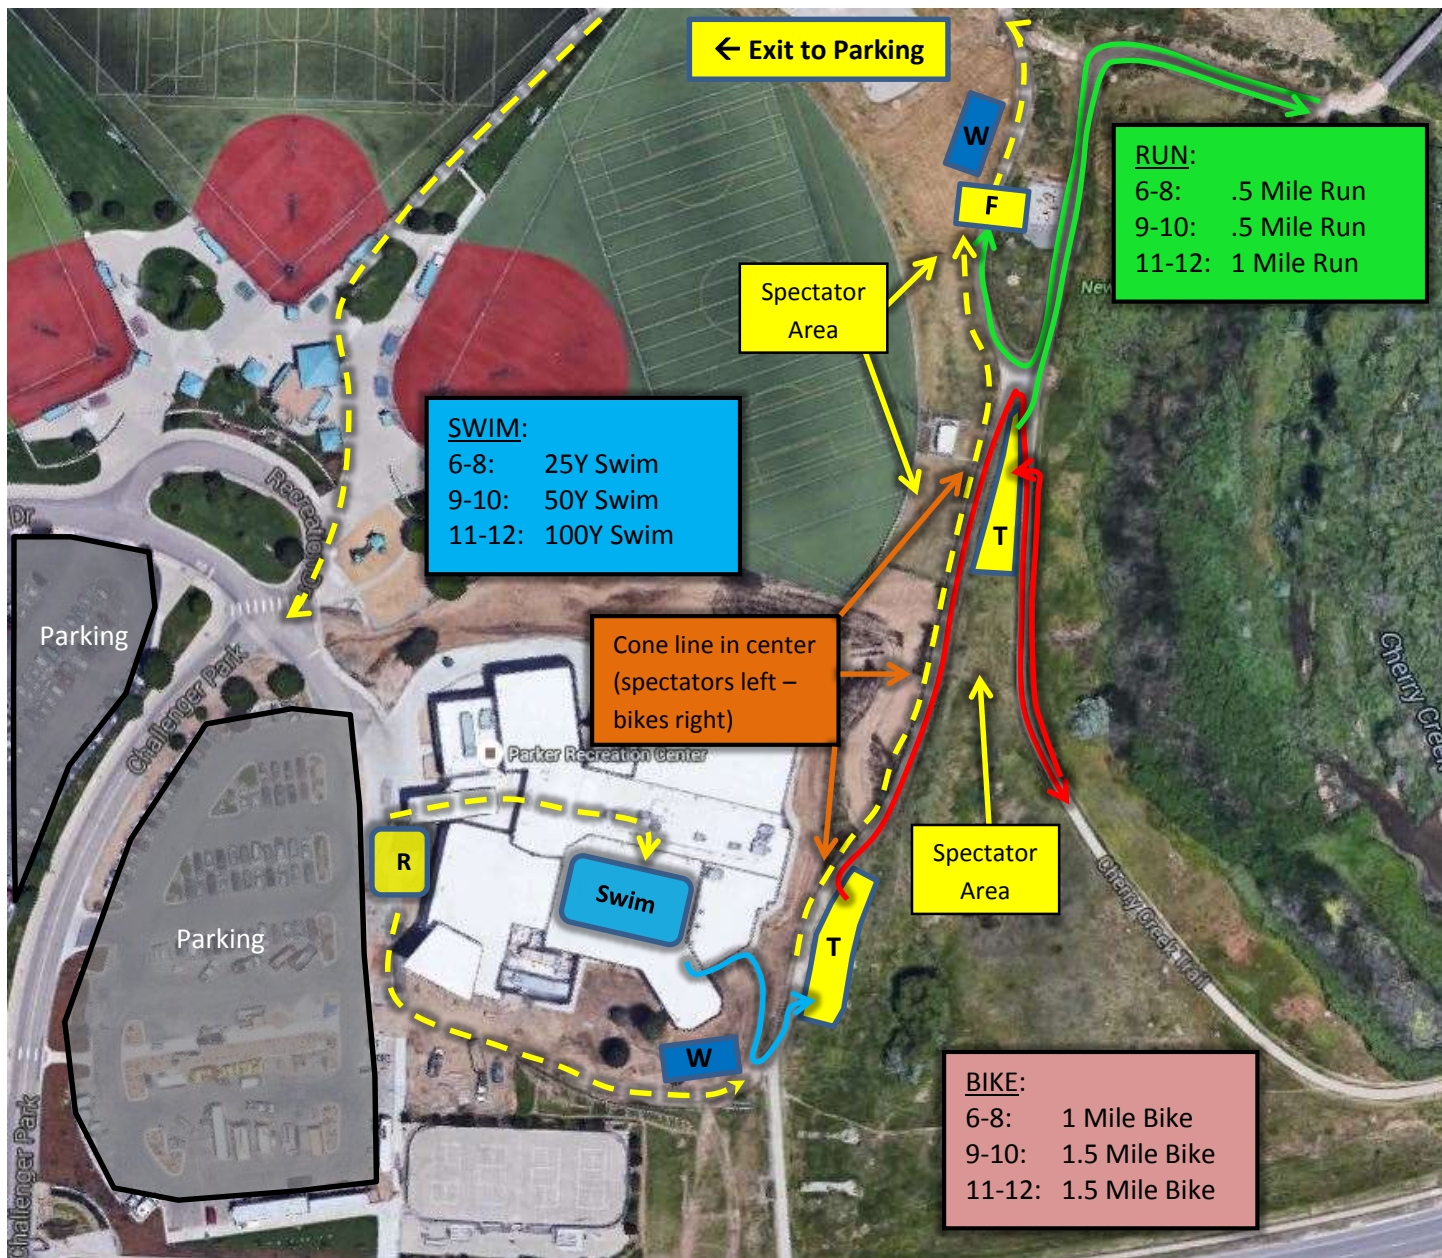 ← Exit to Parking
W
F
RUN:
6-8: .5 Mile Run
9-10: .5 Mile Run
11-12: 1 Mile Run
New
Spectator
Area
SWIM:
6-8: 25Y Swim
9-10: 50Y Swim
11-12: 100Y Swim
Recreation Dr
Dr
T
Parking
Cone line in center
(spectators left –
bikes right)
Challenger Park
Parker Recreation Center
Cherry Creek
R
Swim
Spectator
Area
Cherry Creek Trail
Parking
T
W
BIKE:
6-8: 1 Mile Bike
9-10: 1.5 Mile Bike
11-12: 1.5 Mile Bike
Challenger Park